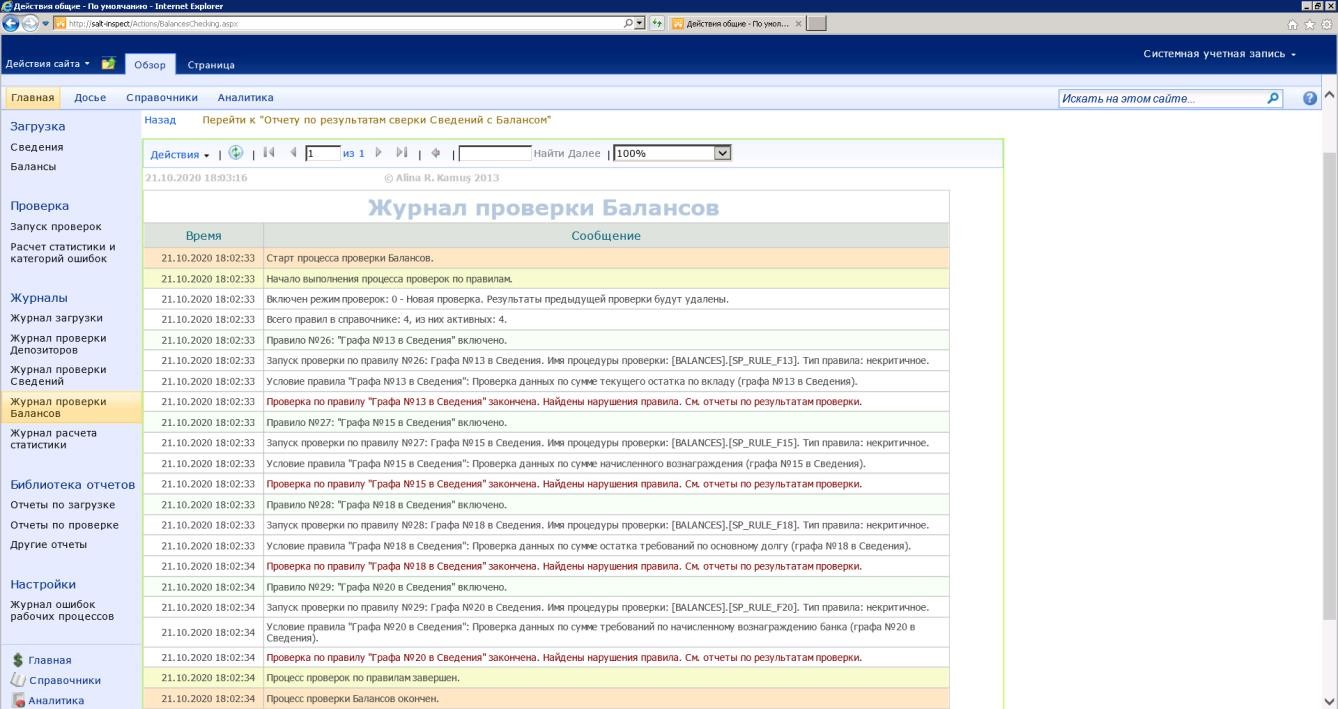 Действия общие - По умолчанию - Internet Explorer
http://salt-inspect/Actions/BalancesChecking.aspx
Действия общие - По умол...
Действия сайта
Обзор
Страница
Системная учетная запись
Главная
Досье
Справочники
Аналитика
Искать на этом сайте...
Загрузка
Сведения
Балансы
Проверка
Запуск проверок
Расчет статистики и
категорий ошибок
Журналы
Журнал загрузки
Журнал проверки
Депозиторов
Журнал проверки
Сведений
Журнал проверки
Балансов
Журнал расчета
статистики
Библиотека отчетов
Отчеты по загрузке
Отчеты по проверке
Другие отчеты
Настройки
Журнал ошибок
рабочих процессов
Главная
Справочники
Аналитика
Назад Перейти к "Отчету по результатам сверки Сведений с Балансом"
Действия | | 1 из 1 | | Найти Далее | 100%
21.10.2020 18:03:16 © Alina R. Kamuş 2013
Журнал проверки Балансов
Время Сообщение
21.10.2020 18:02:33 Старт процесса проверки Балансов.
21.10.2020 18:02:33 Начало выполнения процесса проверок по правилам.
21.10.2020 18:02:33 Включен режим проверок: 0 - Новая проверка. Результаты предыдущей проверки будут удалены.
21.10.2020 18:02:33 Всего правил в справочнике: 4, из них активных: 4.
21.10.2020 18:02:33 Правило №26: "Графа №13 в Сведения" включено.
21.10.2020 18:02:33 Запуск проверки по правилу №26: Графа №13 в Сведения. Имя процедуры проверки: [BALANCES].[SP_RULE_F13]. Тип правила: некритичное.
21.10.2020 18:02:33 Условие правила "Графа №13 в Сведения": Проверка данных по сумме текущего остатка по вкладу (графа №13 в Сведения).
21.10.2020 18:02:33 Проверка по правилу "Графа №13 в Сведения" закончена. Найдены нарушения правила. См. отчеты по результатам проверки.
21.10.2020 18:02:33 Правило №27: "Графа №15 в Сведения" включено.
21.10.2020 18:02:33 Запуск проверки по правилу №27: Графа №15 в Сведения. Имя процедуры проверки: [BALANCES].[SP_RULE_F15]. Тип правила: некритичное.
21.10.2020 18:02:33 Условие правила "Графа №15 в Сведения": Проверка данных по сумме начисленного вознаграждения (графа №15 в Сведения).
21.10.2020 18:02:33 Проверка по правилу "Графа №15 в Сведения" закончена. Найдены нарушения правила. См. отчеты по результатам проверки.
21.10.2020 18:02:33 Правило №28: "Графа №18 в Сведения" включено.
21.10.2020 18:02:33 Запуск проверки по правилу №28: Графа №18 в Сведения. Имя процедуры проверки: [BALANCES].[SP_RULE_F18]. Тип правила: некритичное.
21.10.2020 18:02:33 Условие правила "Графа №18 в Сведения": Проверка данных по сумме остатка требований по основному долгу (графа №18 в Сведения).
21.10.2020 18:02:34 Проверка по правилу "Графа №18 в Сведения" закончена. Найдены нарушения правила. См. отчеты по результатам проверки.
21.10.2020 18:02:34 Правило №29: "Графа №20 в Сведения" включено.
21.10.2020 18:02:34 Запуск проверки по правилу №29: Графа №20 в Сведения. Имя процедуры проверки: [BALANCES].[SP_RULE_F20]. Тип правила: некритичное.
21.10.2020 18:02:34 Условие правила "Графа №20 в Сведения": Проверка данных по сумме требований по начисленному вознаграждению банка (графа №20 в
Сведения).
21.10.2020 18:02:34 Проверка по правилу "Графа №20 в Сведения" закончена. Найдены нарушения правила. См. отчеты по результатам проверки.
21.10.2020 18:02:34 Процесс проверок по правилам завершен.
21.10.2020 18:02:34 Процесс проверки Балансов окончен.